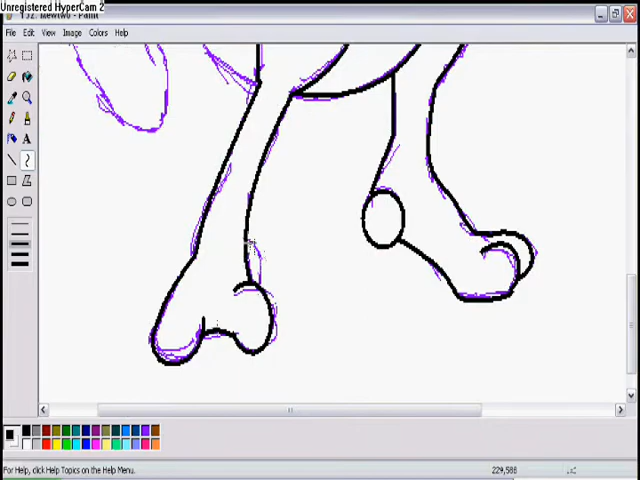 Unregistered HyperCam 2
152. Mewtwo - Paint
File Edit View Image Colors Help
For Help, click Help Topics on the Help Menu.
229,588